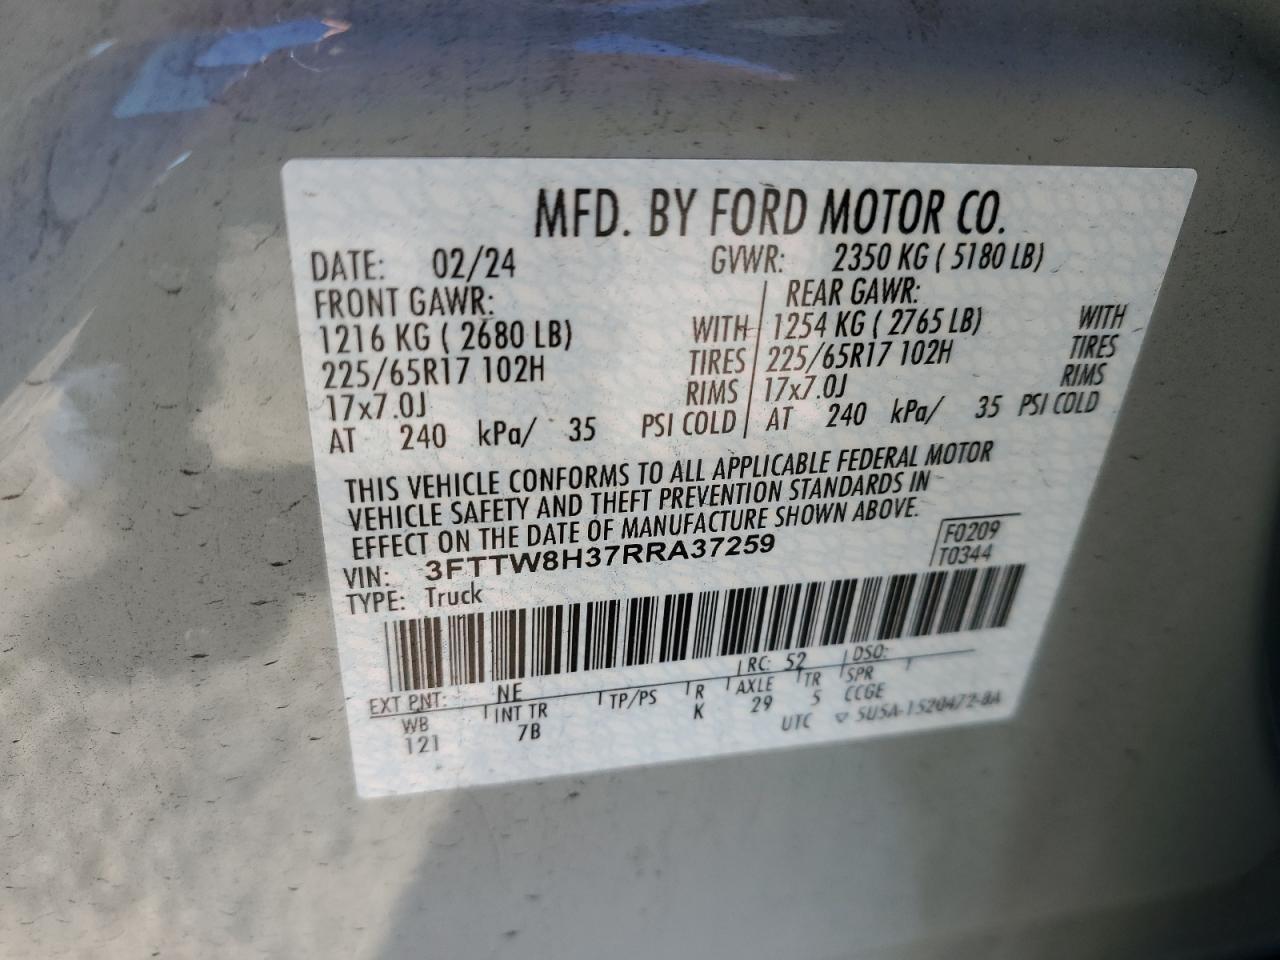 MFD. BY FORD MOTOR CO.
DATE: 02/24 GVWR: 2350 KG ( 5180 LB)
FRONT GAWR: REAR GAWR:
1216 KG ( 2680 LB) WITH 1254 KG ( 2765 LB) WITH
225/65R17 102H TIRES 225/65R17 102H TIRES
17x7.0J RIMS 17x7.0J RIMS
AT 240 kPa/ 35 PSI COLD AT 240 kPa/ 35 PSI COLD
THIS VEHICLE CONFORMS TO ALL APPLICABLE FEDERAL MOTOR
VEHICLE SAFETY AND THEFT PREVENTION STANDARDS IN
EFFECT ON THE DATE OF MANUFACTURE SHOWN ABOVE.
VIN: 3FTTW8H37RRA37259 F0209
TYPE: Truck T0344
EXT PNT: NE RC: 52 DSO:
WB INT TR TP/PS R AXLE TR SPR
121 7B K 29 5 CCGE
UTC ▽ 5U5A-1520472-8A